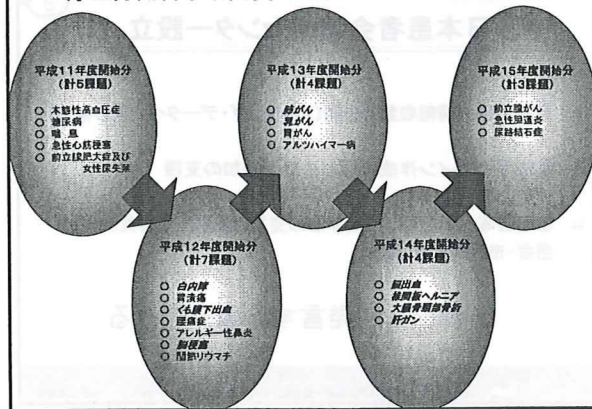 平成11年度開始分
(計5課題)
○ 本態性高血圧症
○ 糖尿病
○ 喘息
○ 急性心筋梗塞
○ 前立腺肥大症及び
女性尿失禁
平成12年度開始分
(計7課題)
○ 白内障
○ 胃潰瘍
○ くも膜下出血
○ 腰痛症
○ アレルギー性鼻炎
○ 脳梗塞
○ 関節リウマチ
平成13年度開始分
(計4課題)
○ 肺がん
○ 乳がん
○ 胃がん
○ アルツハイマー病
平成14年度開始分
(計4課題)
○ 脳出血
○ 椎間板ヘルニア
○ 大腿骨頸部骨折
○ 肝ガン
平成15年度開始分
(計3課題)
○ 前立腺がん
○ 急性胆道炎
○ 尿路結石症